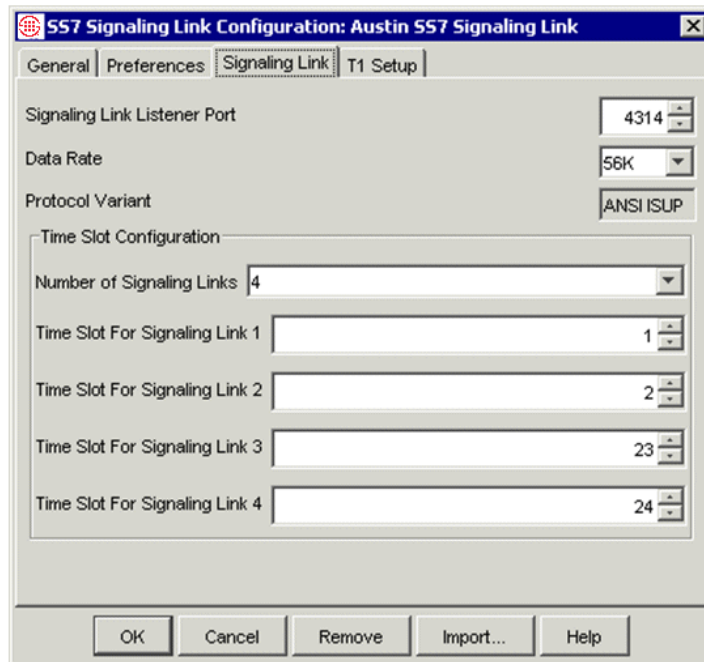 SS7 Signaling Link Configuration: Austin SS7 Signaling Link
General Preferences Signaling Link T1 Setup
Signaling Link Listener Port 4314
Data Rate 56K
Protocol Variant ANSI ISUP
Time Slot Configuration
Number of Signaling Links 4
Time Slot For Signaling Link 1 1
Time Slot For Signaling Link 2 2
Time Slot For Signaling Link 3 23
Time Slot For Signaling Link 4 24
OK Cancel Remove Import... Help